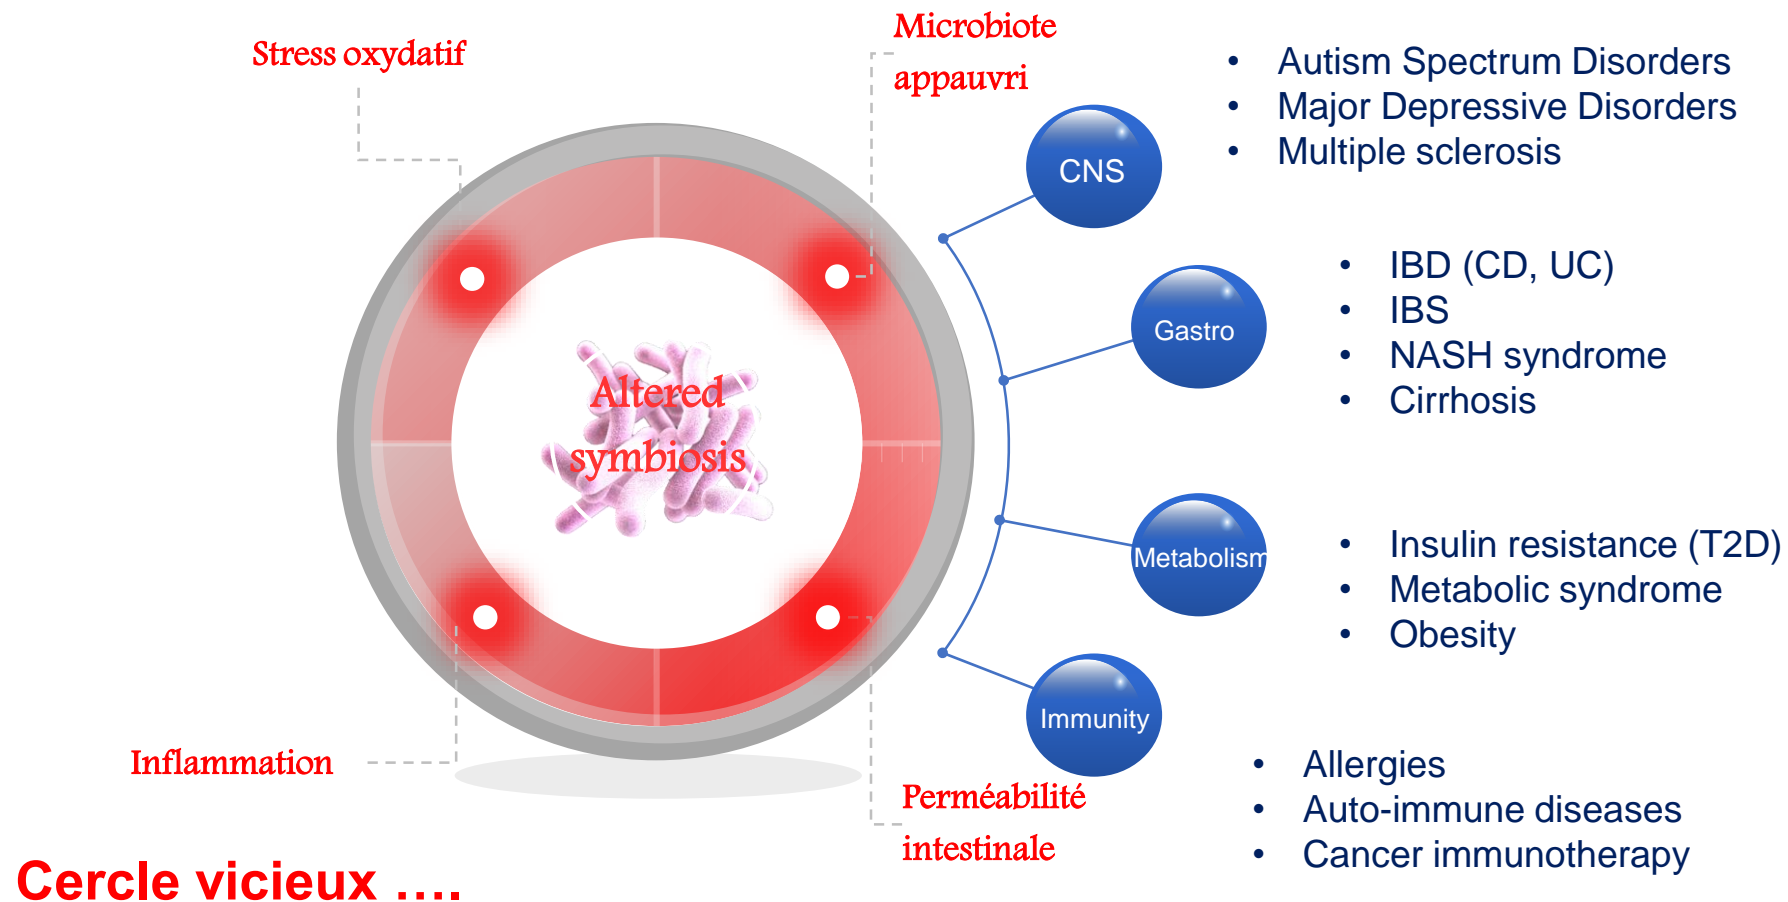 Stress oxydatif
Microbiote
appauvri
Altered
symbiosis
Inflammation
Perméabilité
intestinale
Cercle vicieux ....
CNS
• Autism Spectrum Disorders
• Major Depressive Disorders
• Multiple sclerosis
Gastro
• IBD (CD, UC)
• IBS
• NASH syndrome
• Cirrhosis
Metabolism
• Insulin resistance (T2D)
• Metabolic syndrome
• Obesity
Immunity
• Allergies
• Auto-immune diseases
• Cancer immunotherapy